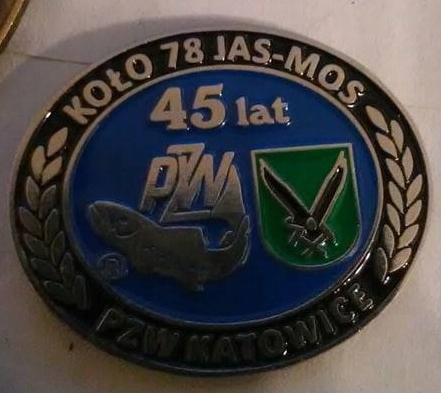 KOŁO 78 JAS-MOS
45 lat
PZW
®
PZW KATOWICE